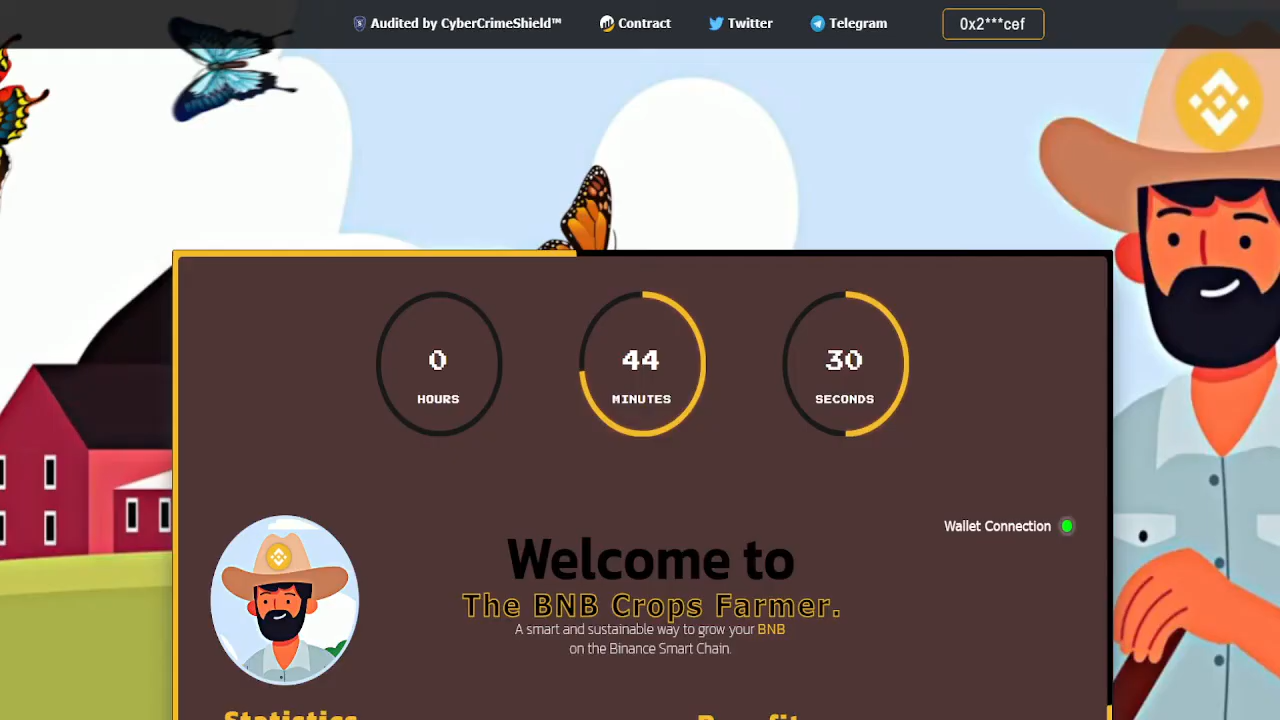 Audited by CyberCrimeShield™ Contract Twitter Telegram 0x2***cef
0 44 30
HOURS MINUTES SECONDS
Wallet Connection
Welcome to
The BNB Crops Farmer.
A smart and sustainable way to grow your BNB
on the Binance Smart Chain.
Statistics